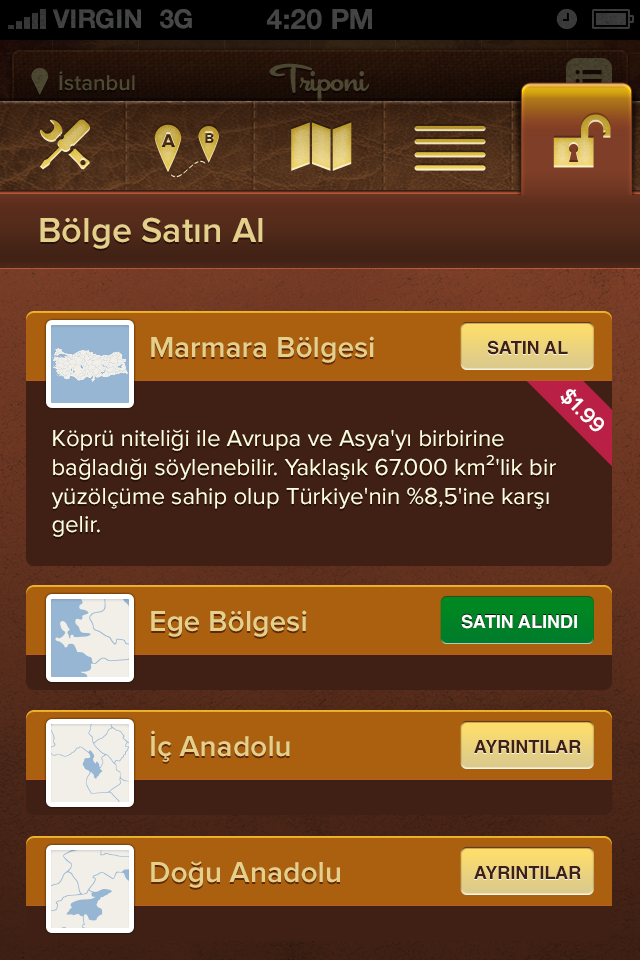 VIRGIN 3G 4:20 PM
İstanbul Triponi
A B
Bölge Satın Al
Marmara Bölgesi SATIN AL
$1.99
Köprü niteliği ile Avrupa ve Asya'yı birbirine
bağladığı söylenebilir. Yaklaşık 67.000 km²'lik bir
yüzölçüme sahip olup Türkiye'nin %8,5'ine karşı
gelir.
Ege Bölgesi SATIN ALINDI
İç Anadolu AYRINTILAR
Doğu Anadolu AYRINTILAR